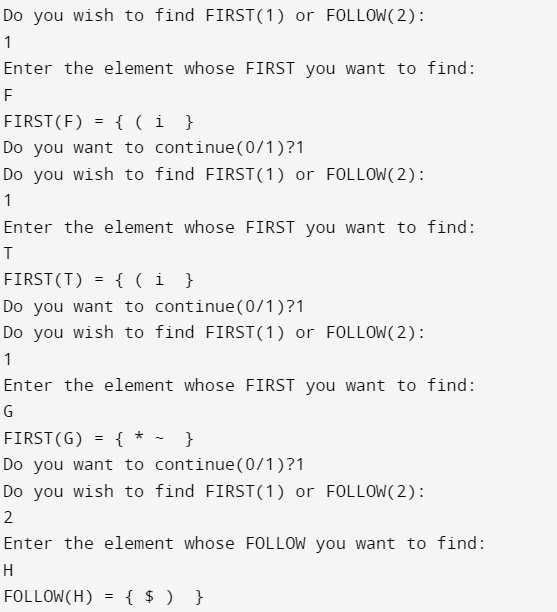 Do you wish to find FIRST(1) or FOLLOW(2):
1
Enter the element whose FIRST you want to find:
F
FIRST(F) = { ( i  }
Do you want to continue(0/1)?1
Do you wish to find FIRST(1) or FOLLOW(2):
1
Enter the element whose FIRST you want to find:
T
FIRST(T) = { ( i  }
Do you want to continue(0/1)?1
Do you wish to find FIRST(1) or FOLLOW(2):
1
Enter the element whose FIRST you want to find:
G
FIRST(G) = { * ~  }
Do you want to continue(0/1)?1
Do you wish to find FIRST(1) or FOLLOW(2):
2
Enter the element whose FOLLOW you want to find:
H
FOLLOW(H) = { $ )  }